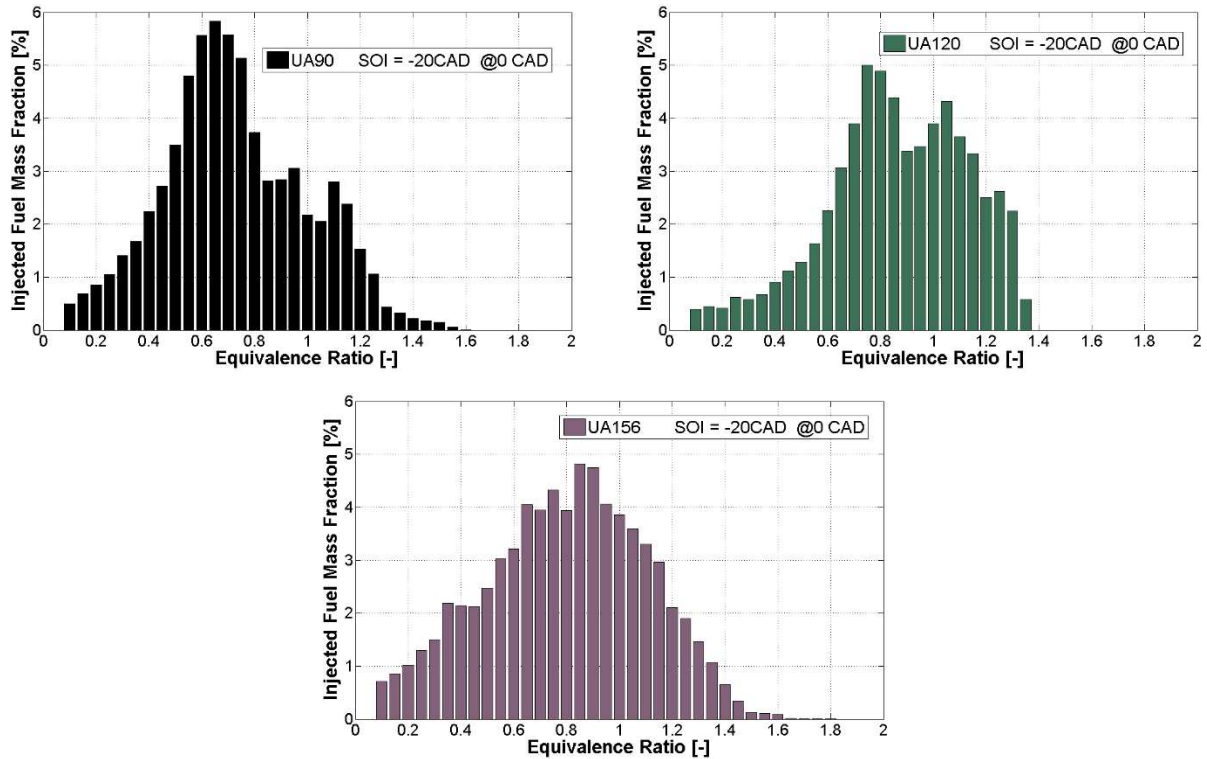 6
5
4
3
2
1
0
Injected Fuel Mass Fraction [%]
UA90 SOI = -20CAD @0 CAD
0.2 0.4 0.6 0.8 1 1.2 1.4 1.6 1.8 2
Equivalence Ratio [-]
6
5
4
3
2
1
0
Injected Fuel Mass Fraction [%]
UA120 SOI = -20CAD @0 CAD
0 0.2 0.4 0.6 0.8 1 1.2 1.4 1.6 1.8 2
Equivalence Ratio [-]
6
5
4
3
2
1
0
Injected Fuel Mass Fraction [%]
UA156 SOI = -20CAD @0 CAD
0 0.2 0.4 0.6 0.8 1 1.2 1.4 1.6 1.8 2
Equivalence Ratio [-]